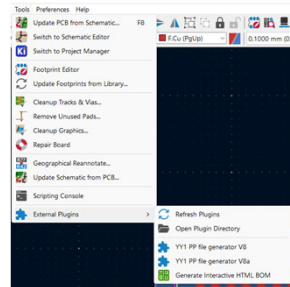 Tools Preferences Help
Update PCB from Schematic... F8
Switch to Schematic Editor
Switch to Project Manager
F.Cu (PgUp)
0.1000 mm (0
Footprint Editor
Update Footprints from Library...
Cleanup Tracks & Vias...
Remove Unused Pads...
Cleanup Graphics...
Repair Board
Geographical Reannotate...
Update Schematic from PCB...
Scripting Console
External Plugins
Refresh Plugins
Open Plugin Directory
YY1 PP file generator V8
YY1 PP file generator V8a
Generate Interactive HTML BOM